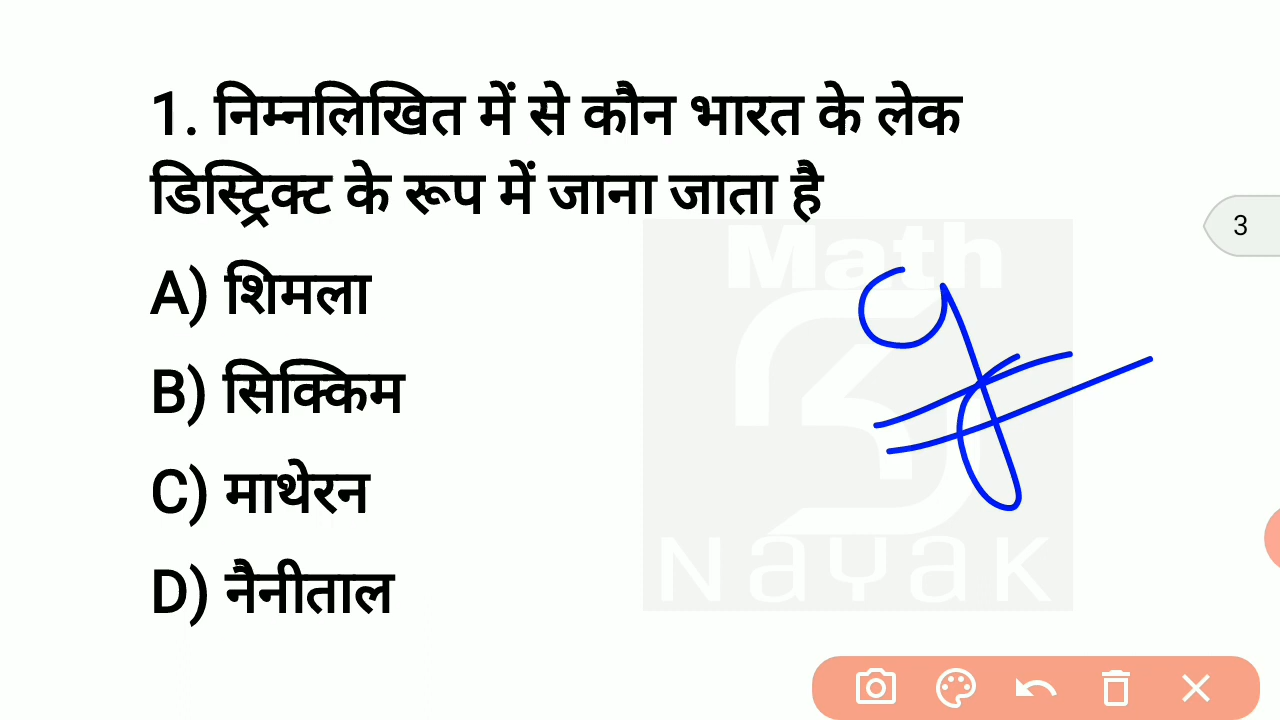 1. निम्नलिखित में से कौन भारत के लेक
डिस्ट्रिक्ट के रूप में जाना जाता है
A) शिमला
B) सिक्किम
C) माथेरन
D) नैनीताल
3
Math
NaYaK